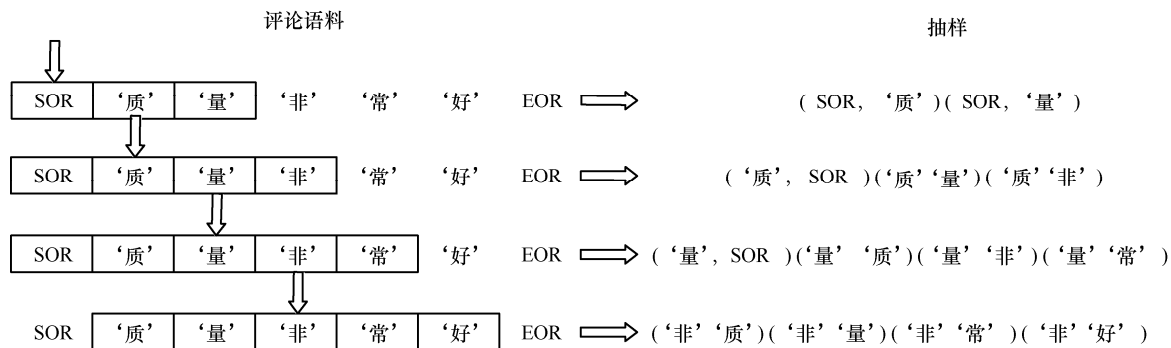 评论语料 抽样
SOR ‘质’ ‘量’ ‘非’ ‘常’ ‘好’ EOR ( SOR, ‘质’)( SOR, ‘量’)
SOR ‘质’ ‘量’ ‘非’ ‘常’ ‘好’ EOR (‘质’, SOR )(‘质’‘量’)(‘质’‘非’)
SOR ‘质’ ‘量’ ‘非’ ‘常’ ‘好’ EOR (‘量’, SOR )(‘量’ ‘质’)(‘量’ ‘非’)(‘量’‘常’ )
SOR ‘质’ ‘量’ ‘非’ ‘常’ ‘好’ EOR (‘非’‘质’)(‘非’‘量’)(‘非’‘常’ )(‘非’‘好’ )